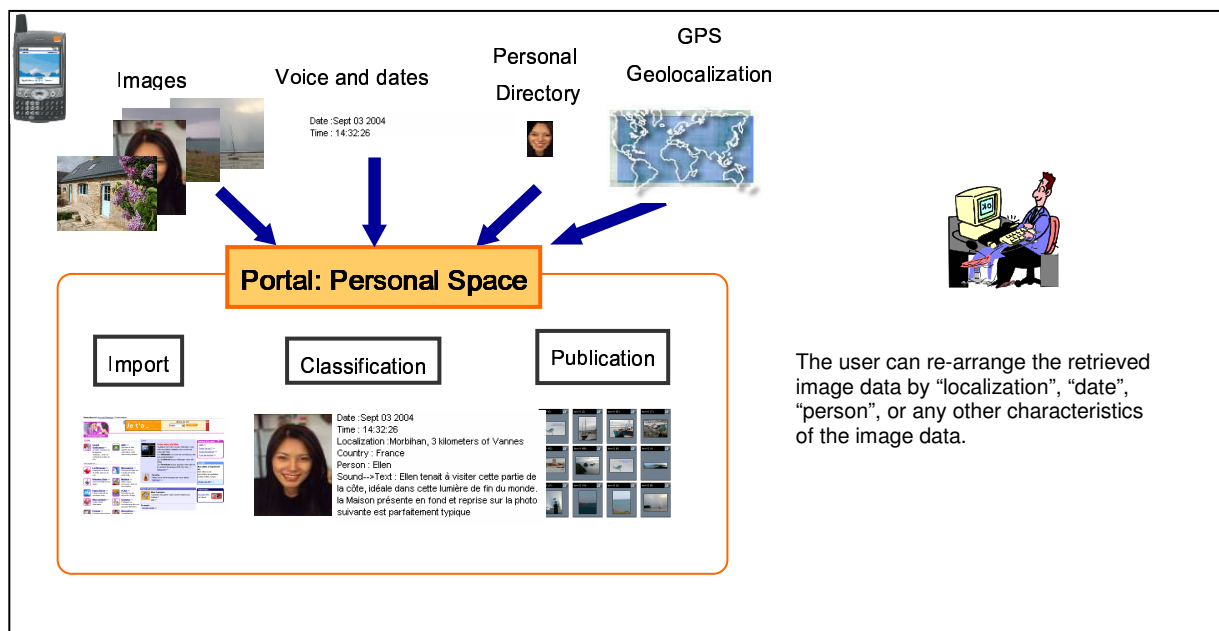 Images
Voice and dates
Personal
Directory
GPS
Geolocalization
Date :Sept 03 2004
Time : 14:32:26
Portal: Personal Space
Import
Classification
Publication
Je t'a
Date :Sept 03 2004
Time : 14:32:26
Localization :Morbihan, 3 kilometers of Vannes
Country : France
Person : Ellen
Sound-->Text : Ellen tenait à visiter cette partie de
la côte, idéale dans cette lumière de fin du monde.
la Maison présente en fond et reprise sur la photo
suivante est parfaitement typique
The user can re-arrange the retrieved
image data by “localization”, “date”,
“person”, or any other characteristics
of the image data.